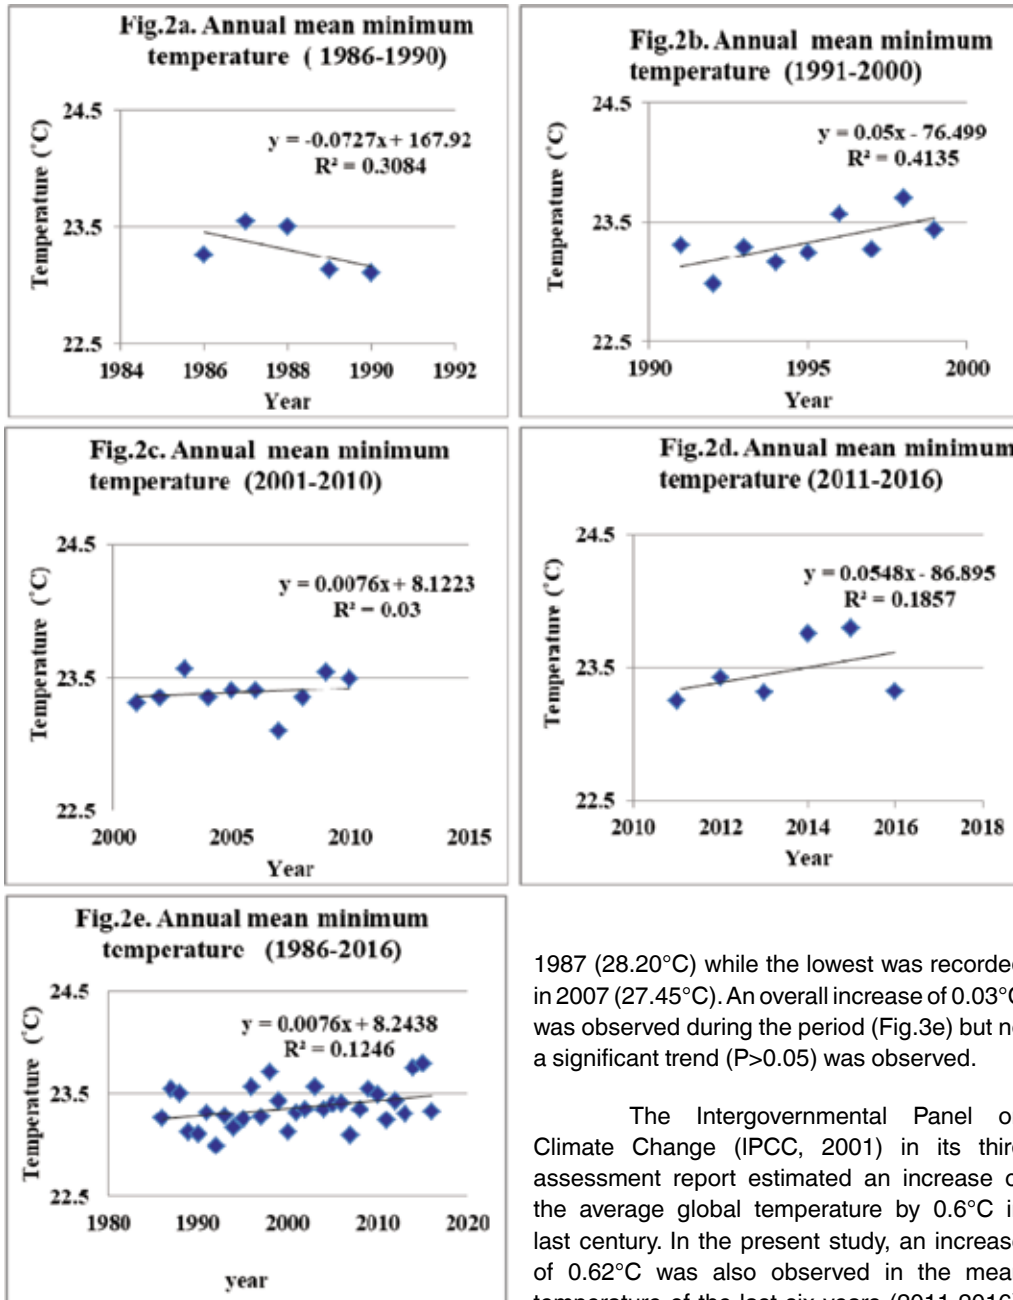 Fig.2a. Annual mean minimum
temperature ( 1986-1990)
24.5
y = -0.0727x + 167.92
R² = 0.3084
23.5
22.5
Temperature (˚C)
1984 1986 1988 1990 1992
Year
Fig.2b. Annual mean minimum
temperature (1991-2000)
24.5
y = 0.05x - 76.499
R² = 0.4135
23.5
22.5
Temperature (˚C)
1990 1995 2000
Year
Fig.2c. Annual mean minimum
temperature (2001-2010)
24.5
y = 0.0076x + 8.1223
R² = 0.03
23.5
22.5
Temperature (˚C)
2000 2005 2010 2015
Year
Fig.2d. Annual mean minimum
temperature (2011-2016)
24.5
y = 0.0548x - 86.895
R² = 0.1857
23.5
22.5
Temperature (˚C)
2010 2012 2014 2016 2018
Year
Fig.2e. Annual mean minimum
temperature (1986-2016)
24.5
y = 0.0076x + 8.2438
R² = 0.1246
23.5
22.5
Temperature (˚C)
1980 1990 2000 2010 2020
year
1987 (28.20°C) while the lowest was recorded
in 2007 (27.45°C). An overall increase of 0.03°C
was observed during the period (Fig.3e) but no
a significant trend (P>0.05) was observed.
The Intergovernmental Panel o
Climate Change (IPCC, 2001) in its third
assessment report estimated an increase o
the average global temperature by 0.6°C i
last century. In the present study, an increase
of 0.62°C was also observed in the mean
temperature of the last six years (2011-2016)